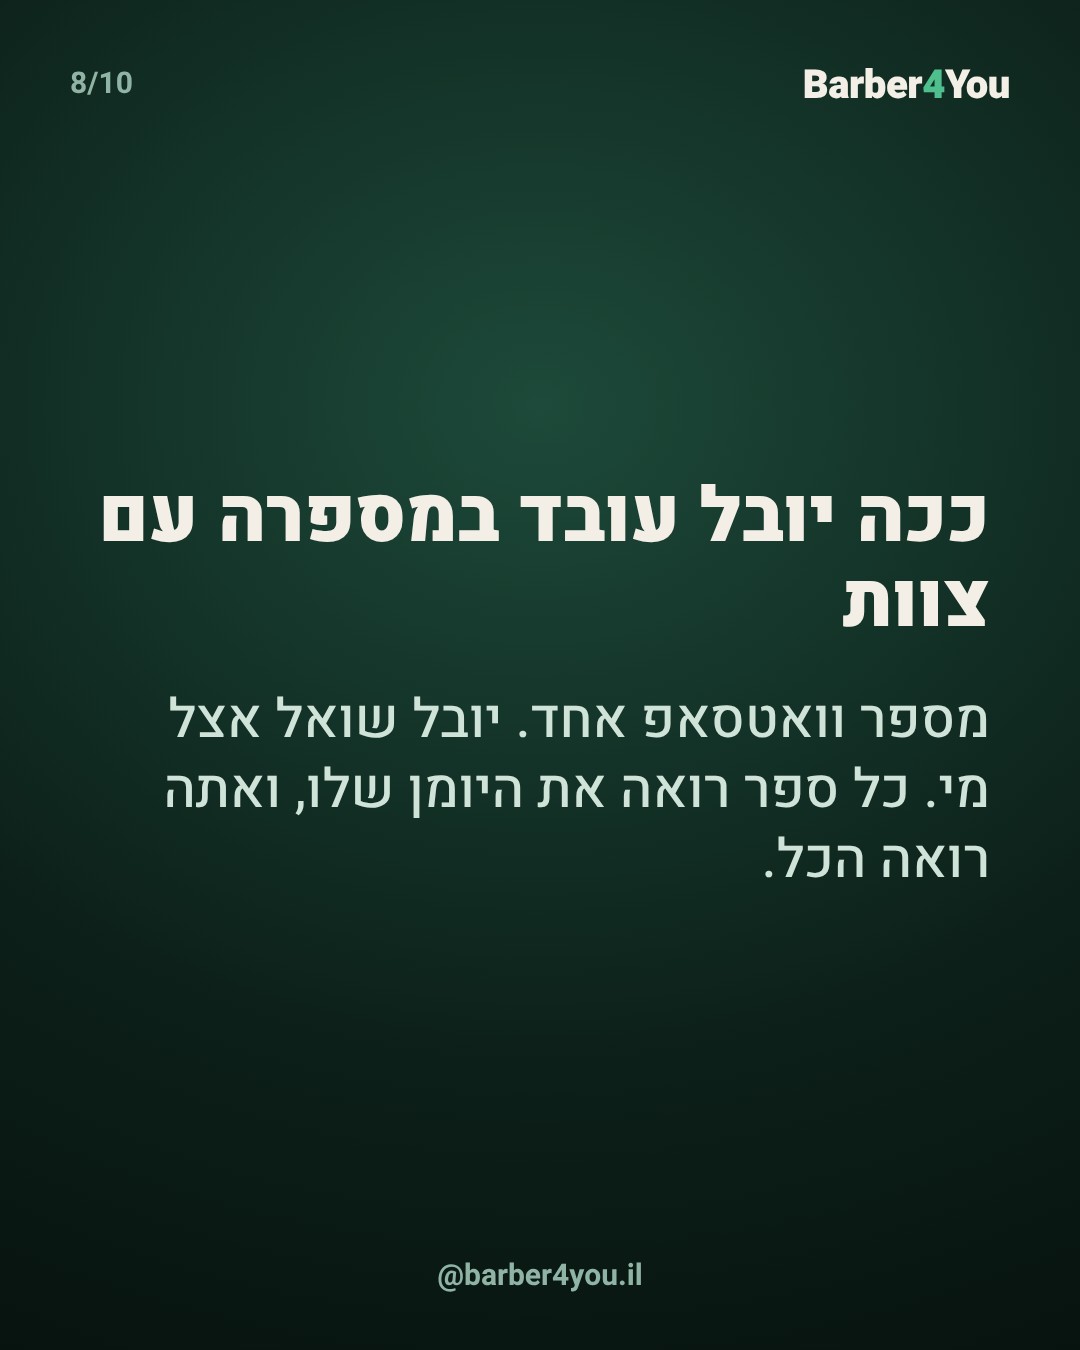 8/10
Barber4You
ככה יובל עובד במספרה עם
צוות
מספר וואטסאפ אחד. יובל שואל אצל
מי. כל ספר רואה את היומן שלו, ואתה
רואה הכל.
@barber4you.il